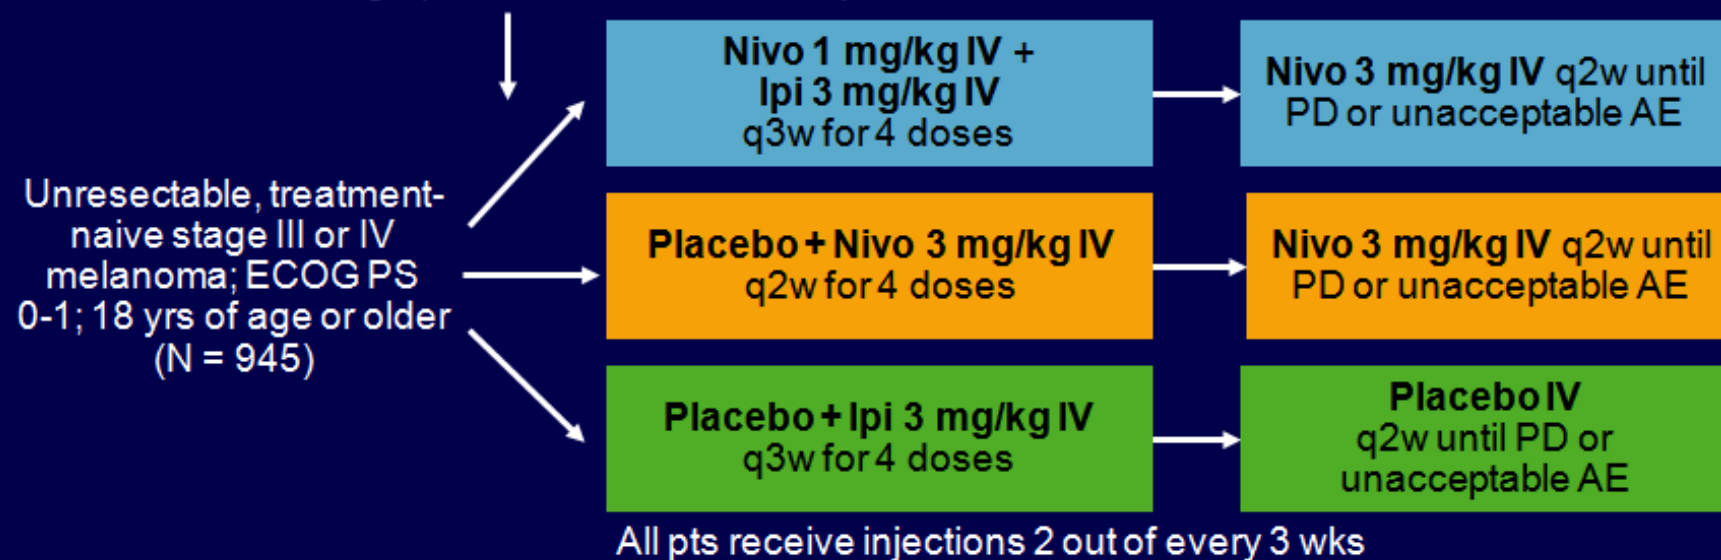 Nivo 1 mg/kg IV +
Ipi 3 mg/kg IV
q3w for 4 doses
Nivo 3 mg/kg IV q2w until
PD or unacceptable AE
Unresectable, treatment-
naive stage III or IV
melanoma; ECOG PS
0-1; 18 yrs of age or older
(N = 945)
Placebo + Nivo 3 mg/kg IV
q2w for 4 doses
Nivo 3 mg/kg IV q2w until
PD or unacceptable AE
Placebo + Ipi 3 mg/kg IV
q3w for 4 doses
Placebo IV
q2w until PD or
unacceptable AE
All pts receive injections 2 out of every 3 wks